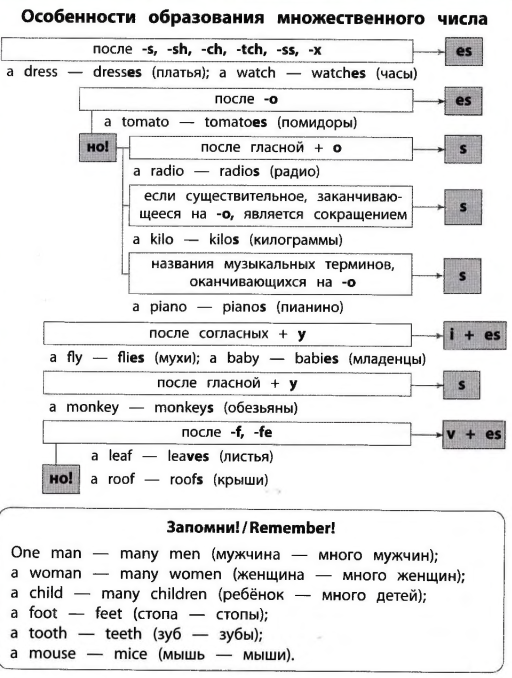 Особенности образования множественного числа
после -s, -sh, -ch, -tch, -ss, -x
es
a dress — dresses (платья); a watch — watches (часы)
после -o
es
a tomato — tomatoes (помидоры)
но!
после гласной + o
s
a radio — radios (радио)
если существительное, заканчиваю-
щееся на -o, является сокращением
s
a kilo — kilos (килограммы)
названия музыкальных терминов,
оканчивающихся на -o
s
a piano — pianos (пианино)
после согласных + y
i + es
a fly — flies (мухи); a baby — babies (младенцы)
после гласной + y
s
a monkey — monkeys (обезьяны)
после -f, -fe
v + es
a leaf — leaves (листья)
но!
a roof — roofs (крыши)
Запомни!/Remember!
One man — many men (мужчина — много мужчин);
a woman — many women (женщина — много женщин);
a child — many children (ребёнок — много детей);
a foot — feet (стопа — стопы);
a tooth — teeth (зуб — зубы);
a mouse — mice (мышь — мыши).